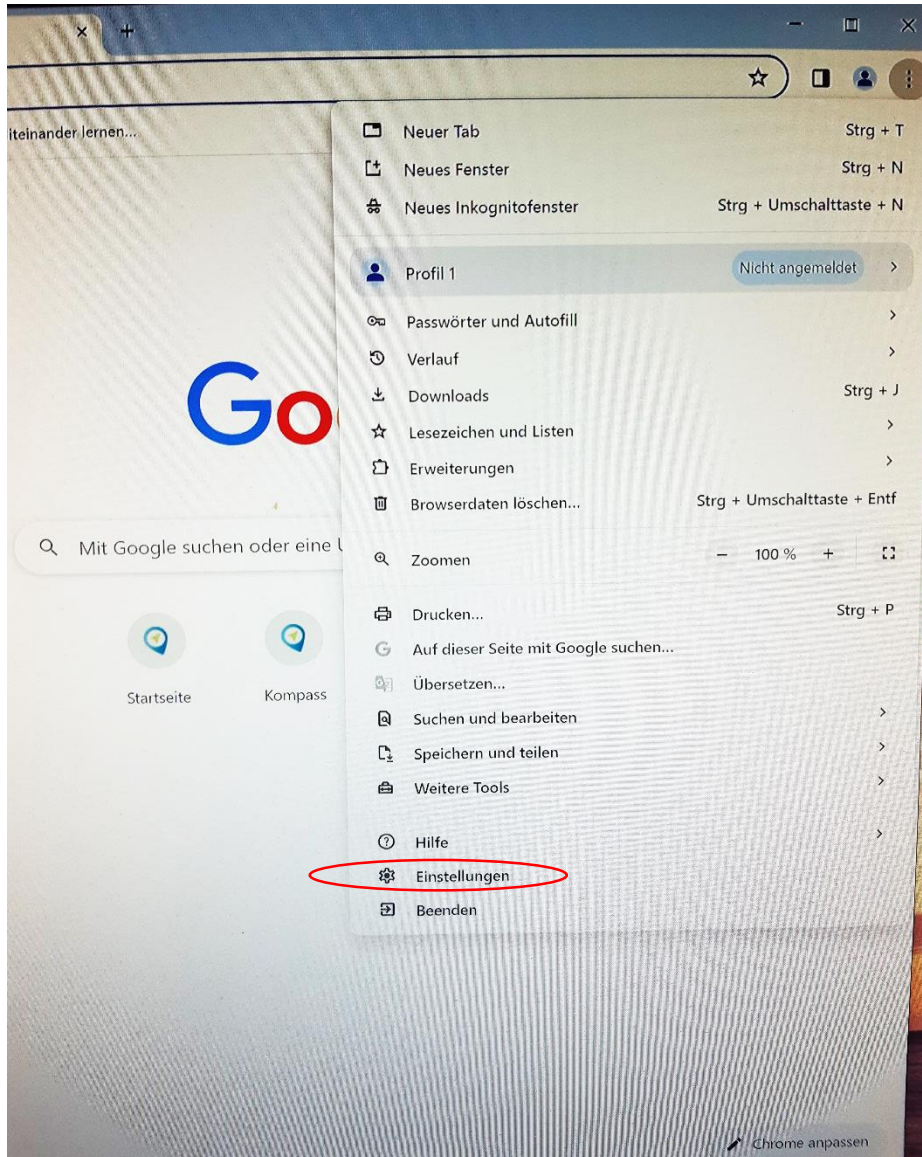 iteinander lernen...
Neuer Tab Strg + T
Neues Fenster Strg + N
Neues Inkognitofenster Strg + Umschalttaste + N
Profil 1 Nicht angemeldet
Passwörter und Autofill
Verlauf
Downloads Strg + J
Lesezeichen und Listen
Erweiterungen
Browserdaten löschen... Strg + Umschalttaste + Entf
Zoomen − 100 % +
Drucken... Strg + P
Auf dieser Seite mit Google suchen...
Übersetzen...
Suchen und bearbeiten
Speichern und teilen
Weitere Tools
Hilfe
Einstellungen
Beenden
Go
Mit Google suchen oder eine
Startseite Kompass
Chrome anpassen